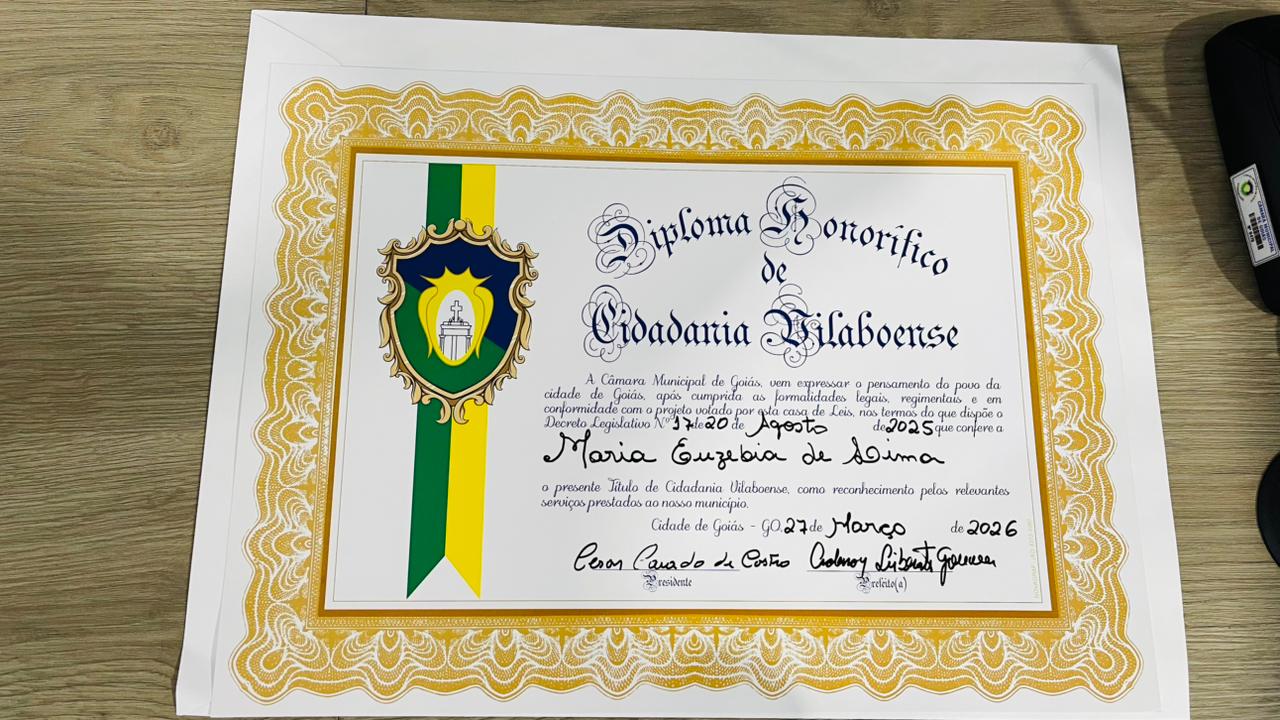 Diploma Honorífico
de
Cidadania Vilaboense
A Câmara Municipal de Goiás, vem expressar o pensamento do povo da
cidade de Goiás, após cumprida as formalidades legais, regimentais e em
conformidade com o projeto votado por esta casa de Leis, nos termos do que dispõe o
Decreto Legislativo Nº 17 de 20 de Agosto de 2025 que confere a
Maria Euzebia de Lima
o presente Título de Cidadania Vilaboense, como reconhecimento pelos relevantes
serviços prestados ao nosso município.
Cidade de Goiás - GO, 27 de Março de 2026
Presidente Prefeito(a)